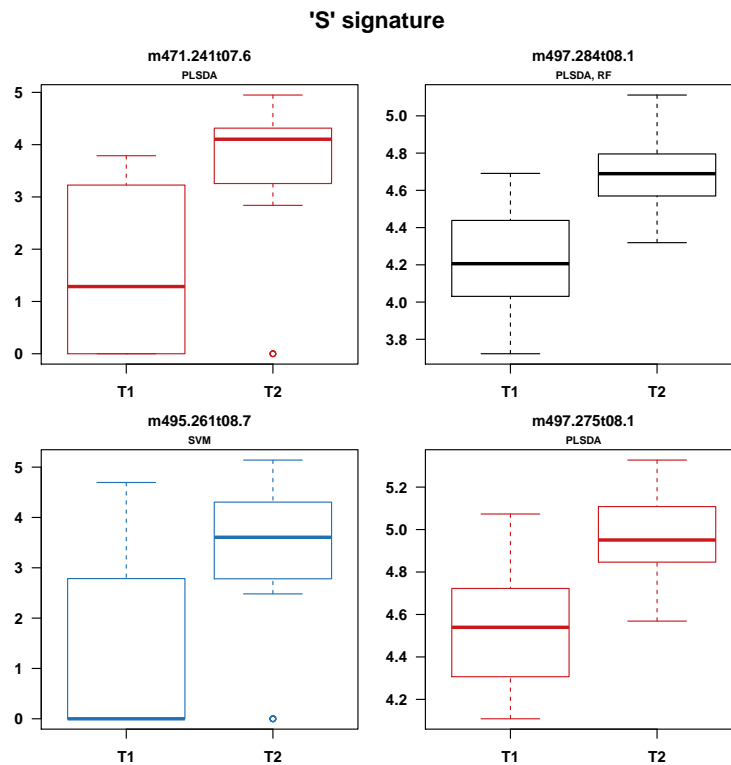 'S' signature
m471.241t07.6
PLSDA
5
4
3
2
1
0
T1 T2
m497.284t08.1
PLSDA, RF
5.0
4.8
4.6
4.4
4.2
4.0
3.8
T1 T2
m495.261t08.7
SVM
5
4
3
2
1
0
T1 T2
m497.275t08.1
PLSDA
5.2
5.0
4.8
4.6
4.4
4.2
T1 T2